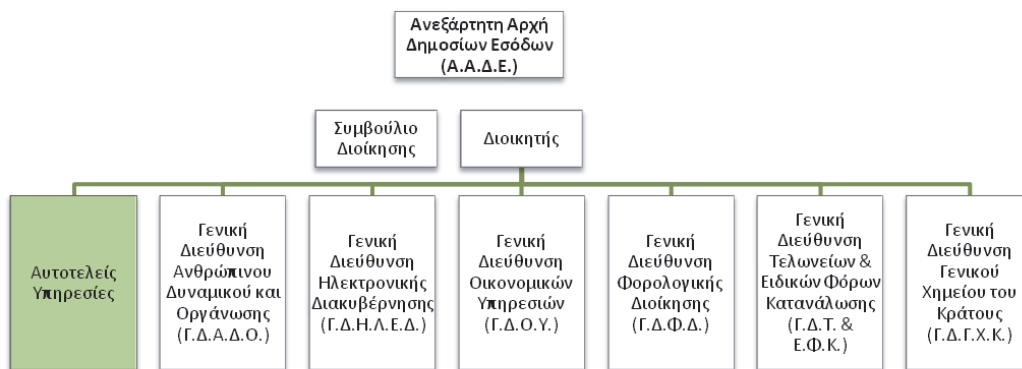 Ανεξάρτητη Αρχή
Δημοσίων Εσόδων
(Α.Α.Δ.Ε.)
Συμβούλιο
Διοίκησης
Διοικητής
Αυτοτελείς
Υπηρεσίες
Γενική
Διεύθυνση
Ανθρώπινου
Δυναμικού και
Οργάνωσης
(Γ.Δ.Α.Δ.Ο.)
Γενική
Διεύθυνση
Ηλεκτρονικής
Διακυβέρνησης
(Γ.Δ.Η.Λ.Ε.Δ.)
Γενική
Διεύθυνση
Οικονομικών
Υπηρεσιών
(Γ.Δ.Ο.Υ.)
Γενική
Διεύθυνση
Φορολογικής
Διοίκησης
(Γ.Δ.Φ.Δ.)
Γενική
Διεύθυνση
Τελωνείων &
Ειδικών Φόρων
Κατανάλωσης
(Γ.Δ.Τ. &
Ε.Φ.Κ.)
Γενική
Διεύθυνση
Γενικού
Χημείου του
Κράτους
(Γ.Δ.Γ.Χ.Κ.)